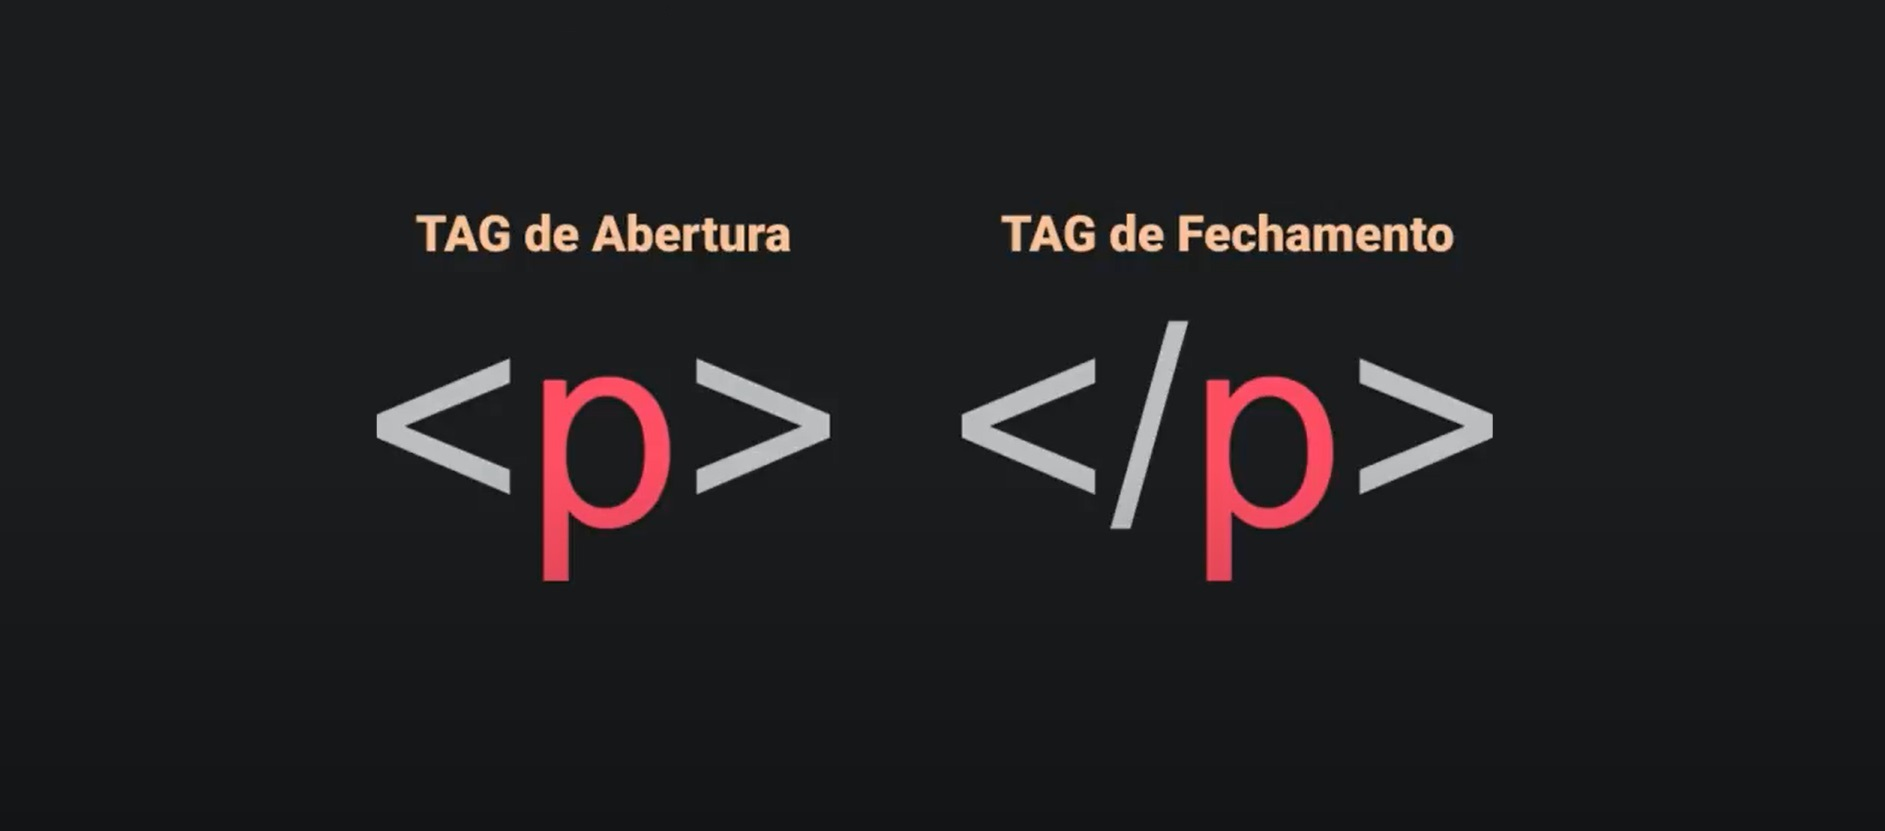 TAG de Abertura
TAG de Fechamento
<p>
</p>